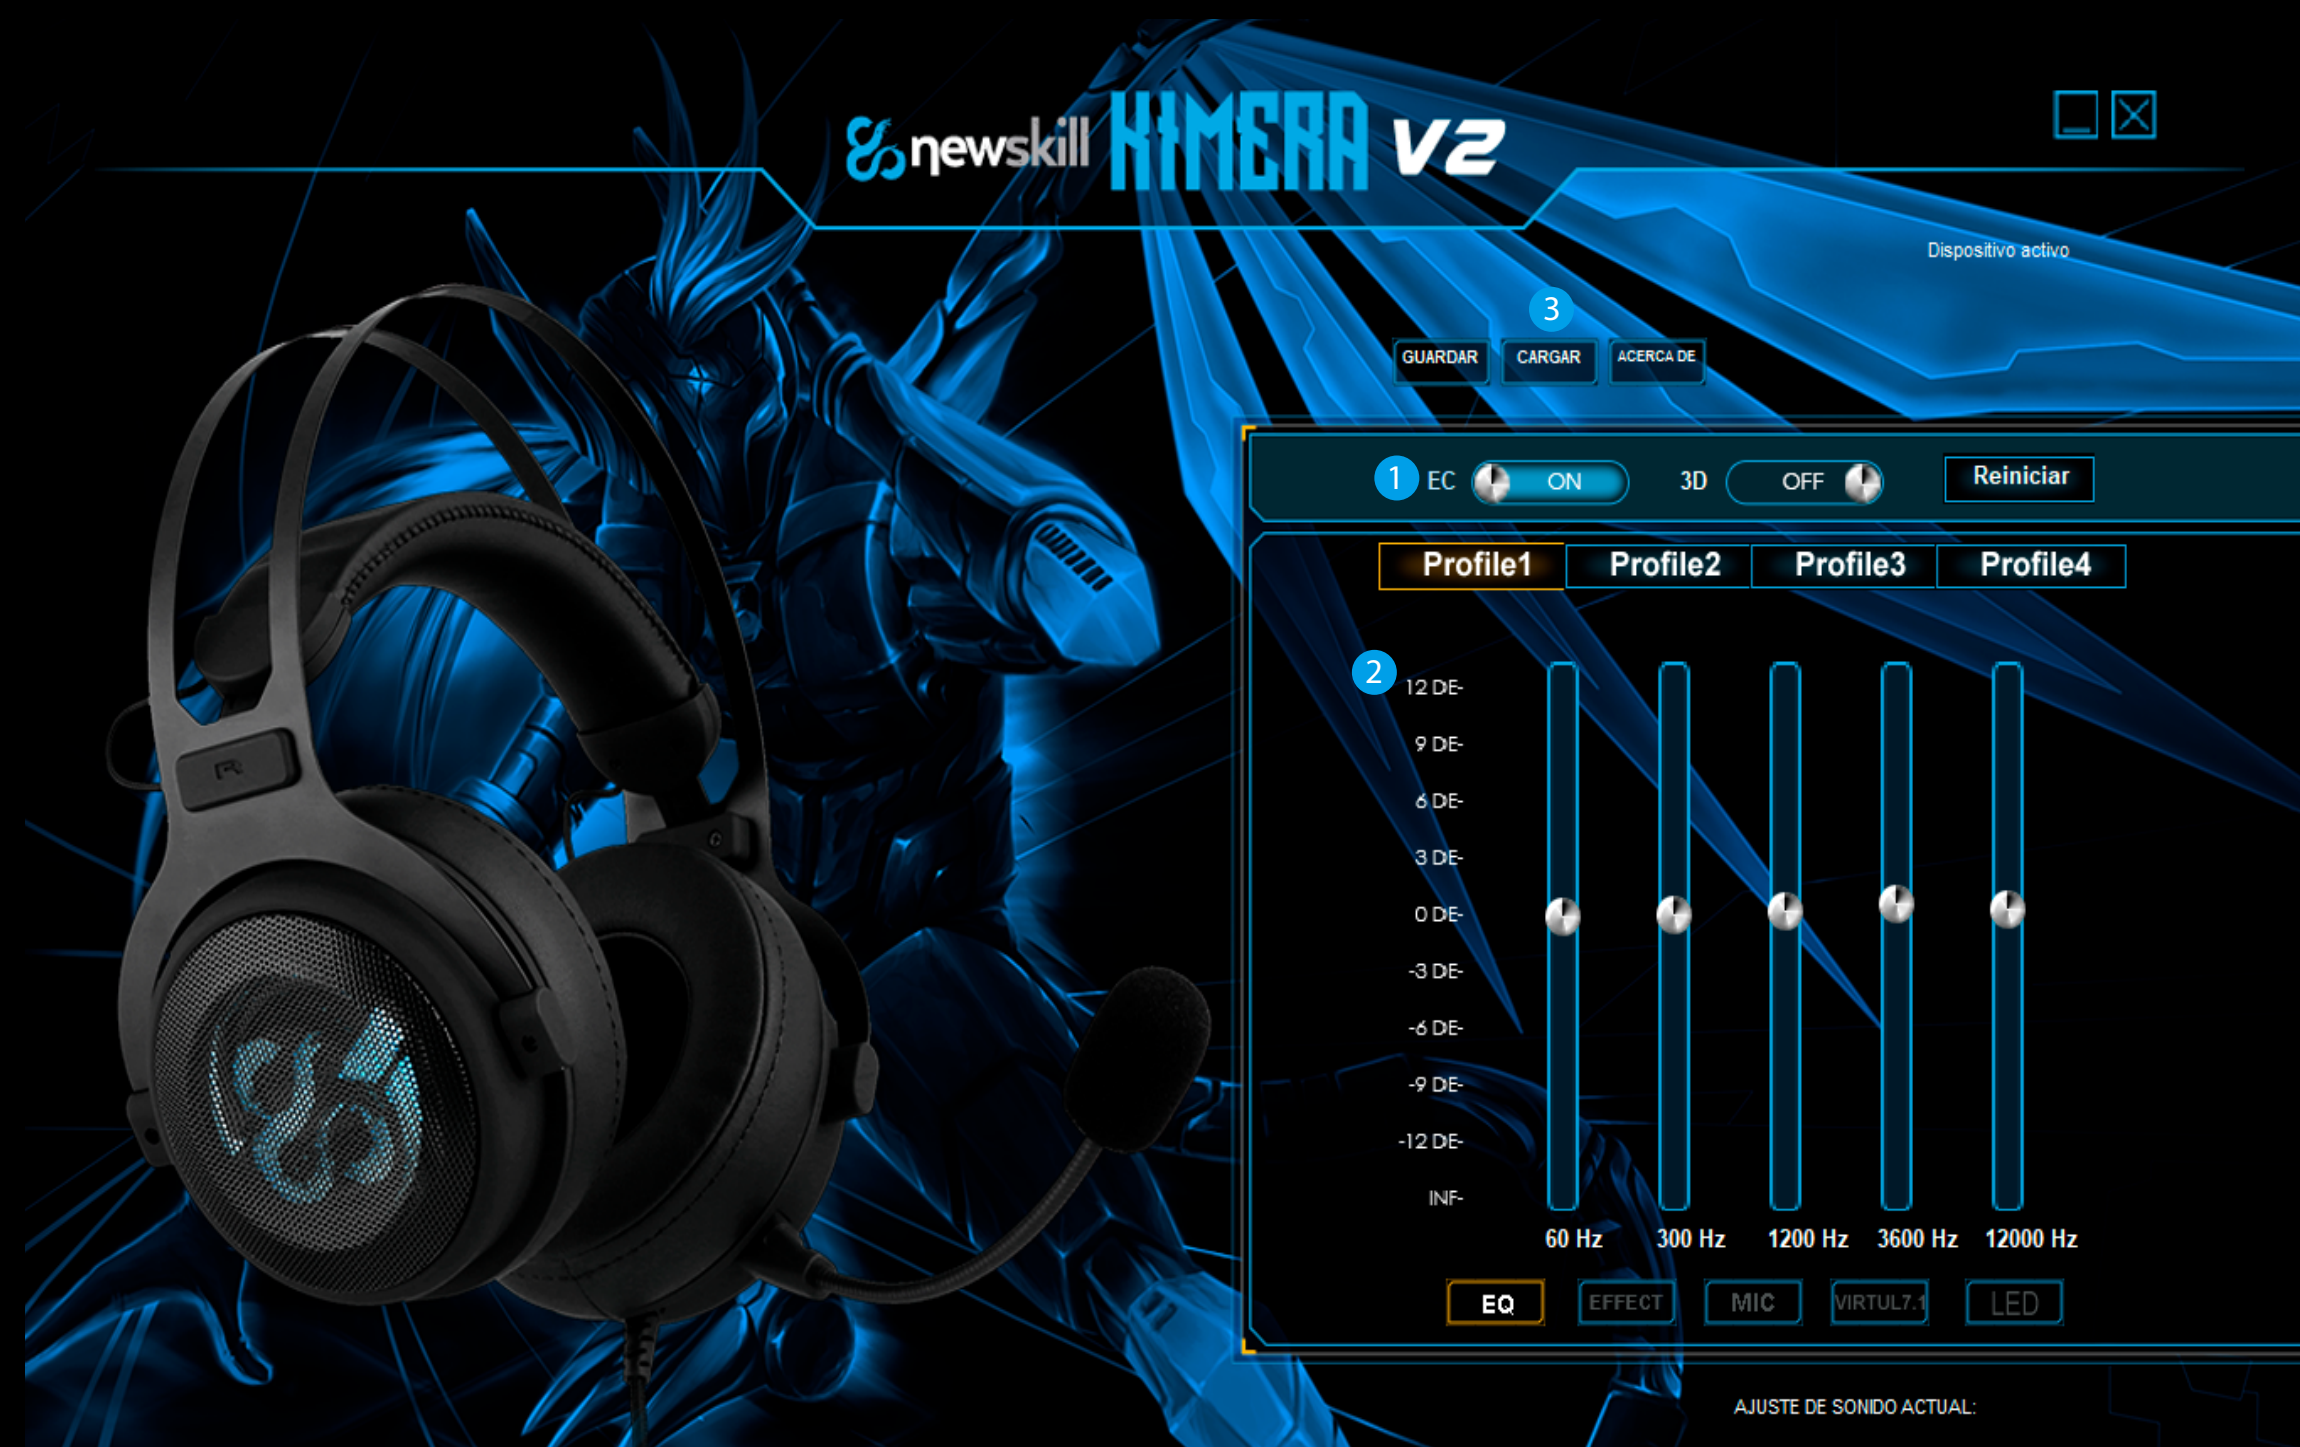 newskill KIMERA V2
Dispositivo activo
3
GUARDAR CARGAR ACERCA DE
1 EC ON 3D OFF Reiniciar
Profile1 Profile2 Profile3 Profile4
2
12 DE-
9 DE-
6 DE-
3 DE-
0 DE-
-3 DE-
-6 DE-
-9 DE-
-12 DE-
INF-
60 Hz 300 Hz 1200 Hz 3600 Hz 12000 Hz
EQ EFFECT MIC VIRTUL7.1 LED
AJUSTE DE SONIDO ACTUAL:
R